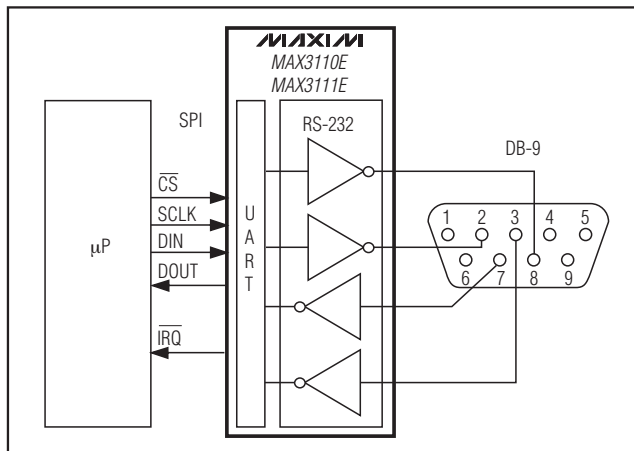 MAXIM
MAX3110E
MAX3111E
SPI
RS-232
DB-9
μP
CS
SCLK
DIN
DOUT
IRQ
UART
1 2 3 4 5
6 7 8 9